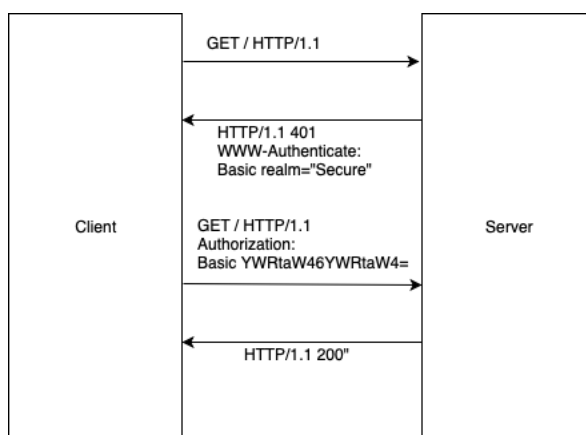 GET / HTTP/1.1
HTTP/1.1 401
WWW-Authenticate:
Basic realm="Secure"
Client
Server
GET / HTTP/1.1
Authorization:
Basic YWRtaW46YWRtaW4=
HTTP/1.1 200"